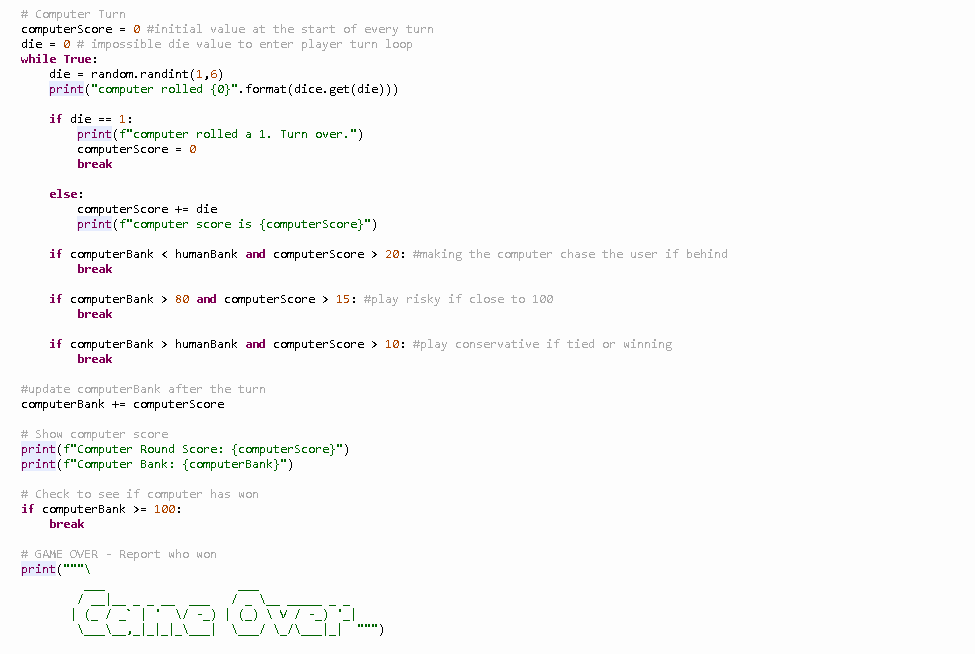 # Computer Turn
computerScore = 0 #initial value at the start of every turn
die = 0 # impossible die value to enter player turn loop
while True:
    die = random.randint(1,6)
    print("computer rolled {0}".format(dice.get(die)))

    if die == 1:
        print(f"computer rolled a 1. Turn over.")
        computerScore = 0
        break

    else:
        computerScore += die
        print(f"computer score is {computerScore}")

    if computerBank < humanBank and computerScore > 20: #making the computer chase the user if behind
        break

    if computerBank > 80 and computerScore > 15: #play risky if close to 100
        break

    if computerBank > humanBank and computerScore > 10: #play conservative if tied or winning
        break

#update computerBank after the turn
computerBank += computerScore

# Show computer score
print(f"Computer Round Score: {computerScore}")
print(f"Computer Bank: {computerBank}")

# Check to see if computer has won
if computerBank >= 100:
    break

# GAME OVER - Report who won
print("""\
         ___                ___
        / __|__ _ _ __  ___   / _ \__ _____ _ _
       | (_ / _` | '  \/ -_) | (_) \ V / -_) '_|
        \___\__,_|_|_|_\___|  \___/ \_/\___|_|  """)